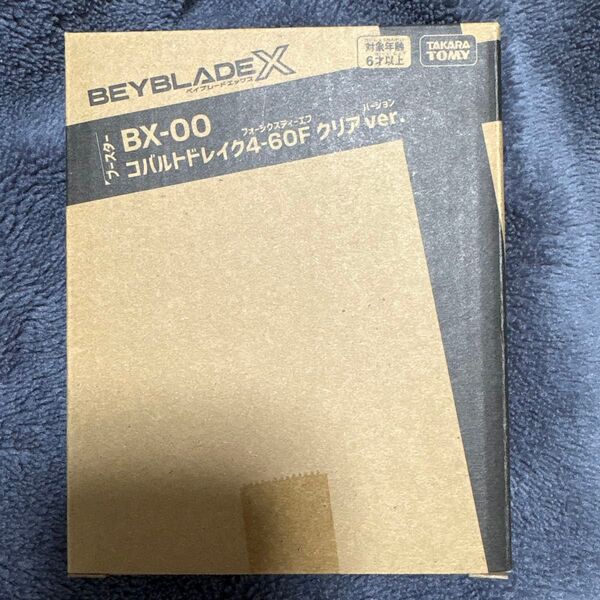 BEYBLADE X
ベイブレードエックス
対象年齢
6才以上
TAKARA
TOMY
ブースター
BX-00
フォーシックスティーエフ
バージョン
コバルトドレイク4-60F クリアver.